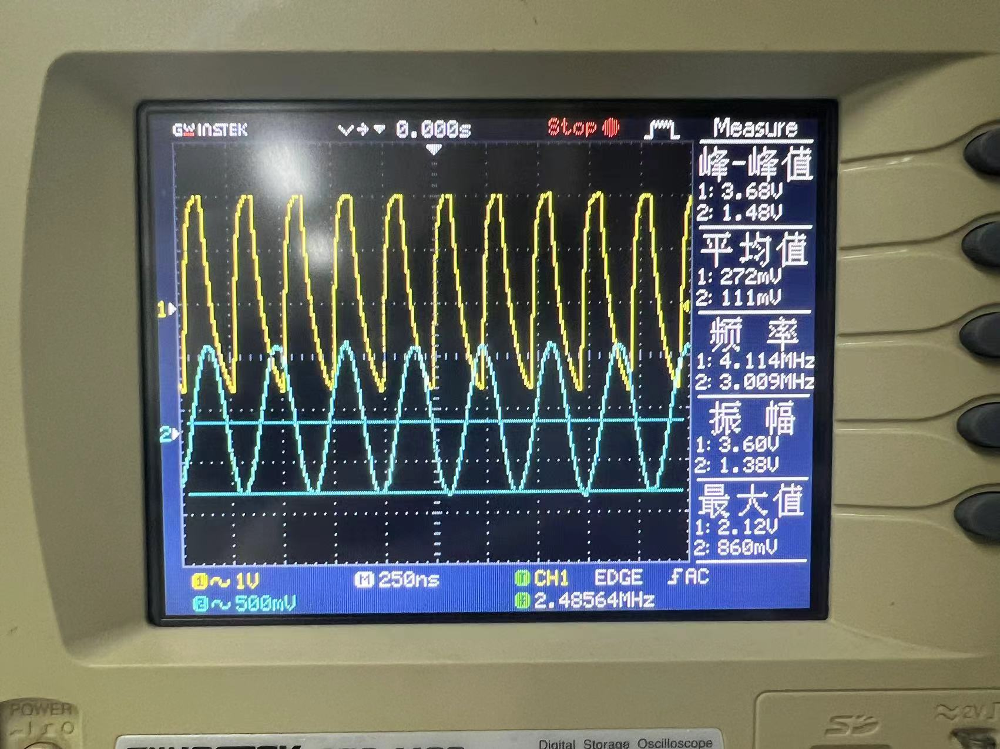 GWINSTEK 0.000s Stop Measure
峰-峰值
1: 3.68V
2: 1.48V
平均值
1: 272mV
2: 111mV
频 率
1: 4.114MHz
2: 3.009MHz
振 幅
1: 3.60V
2: 1.38V
最大值
1: 2.12V
2: 860mV
1
2
1 ~ 1V M 250ns T CH1 EDGE AC
2 ~ 500mV 2.48564MHz
POWER
SD
≈2V
Digital Storage Oscilloscope